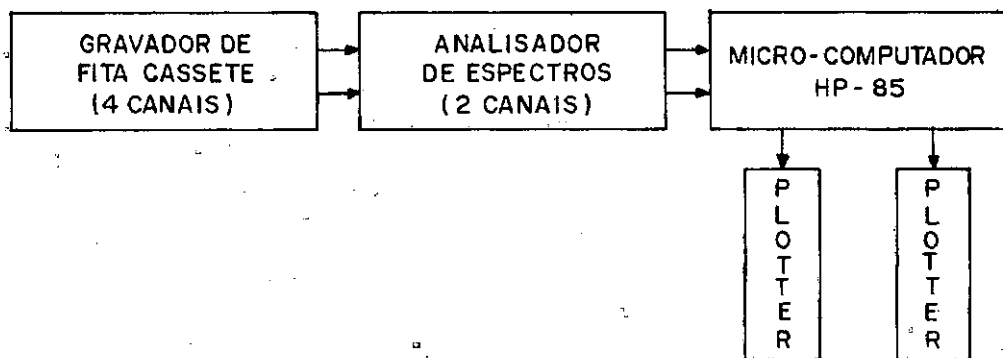 GRAVADOR DE
FITA CASSETE
(4 CANAIS)
ANALISADOR
DE ESPECTROS
(2 CANAIS)
MICRO-COMPUTADOR
HP-85
PLOTTER
PLOTTER